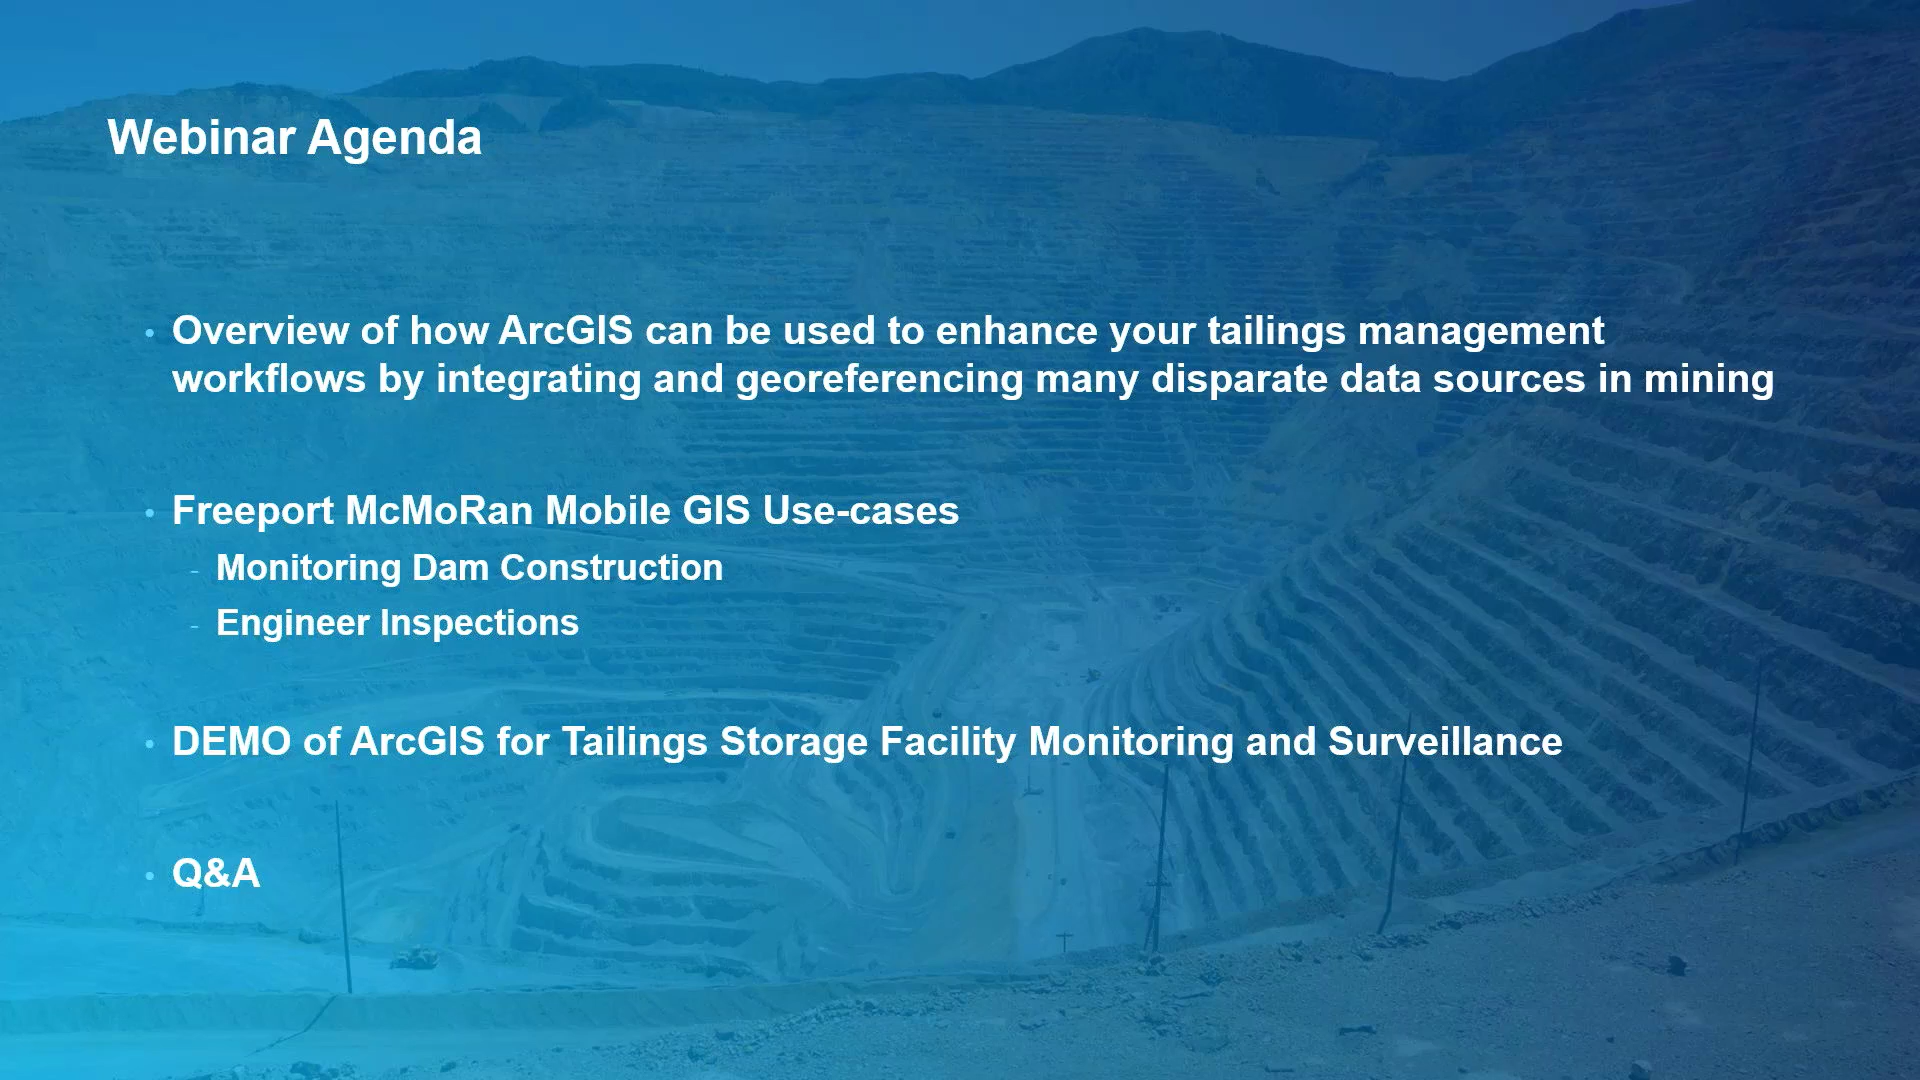 Webinar Agenda
• Overview of how ArcGIS can be used to enhance your tailings management
workflows by integrating and georeferencing many disparate data sources in mining
• Freeport McMoRan Mobile GIS Use-cases
- Monitoring Dam Construction
- Engineer Inspections
• DEMO of ArcGIS for Tailings Storage Facility Monitoring and Surveillance
• Q&A